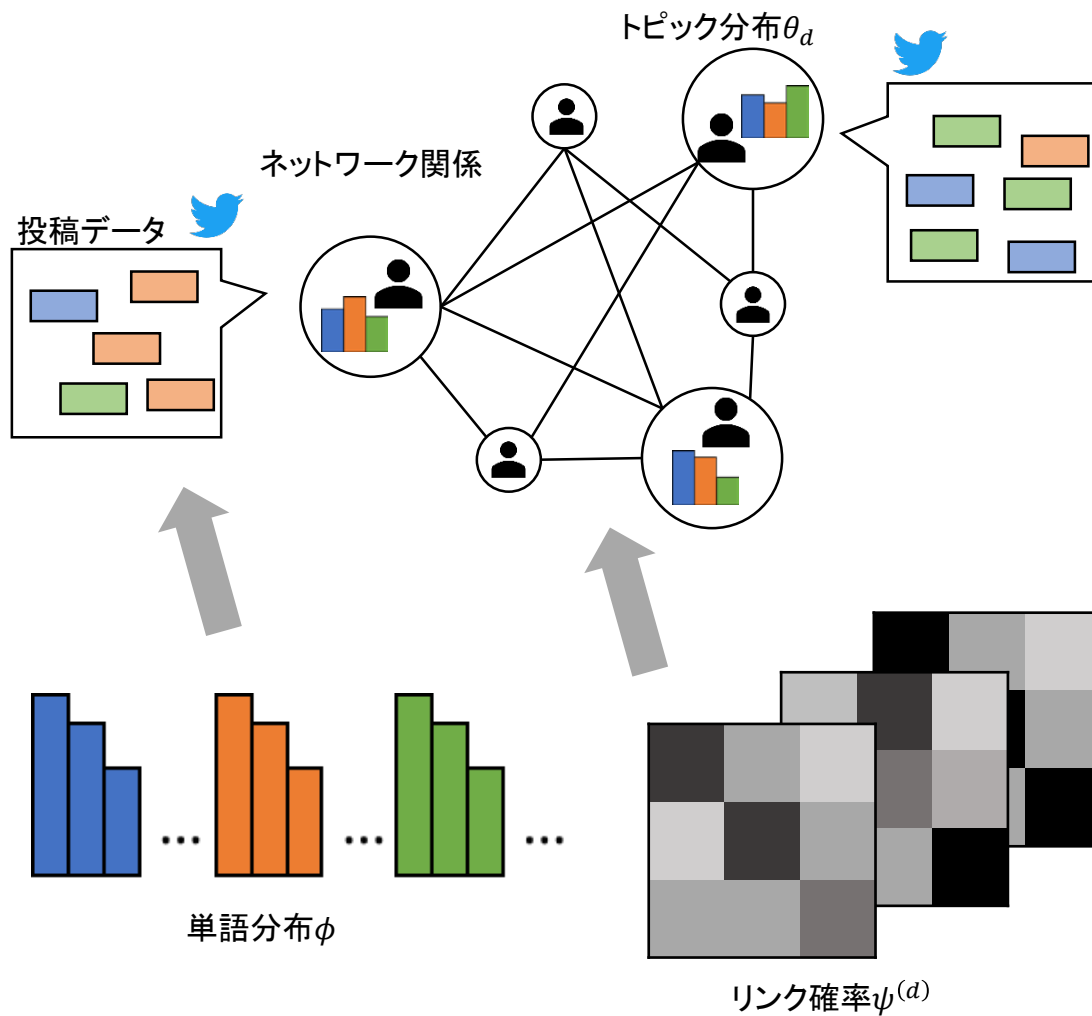 トピック分布θ_d
ネットワーク関係
投稿データ
...
...
...
単語分布ϕ
リンク確率ψ^(d)